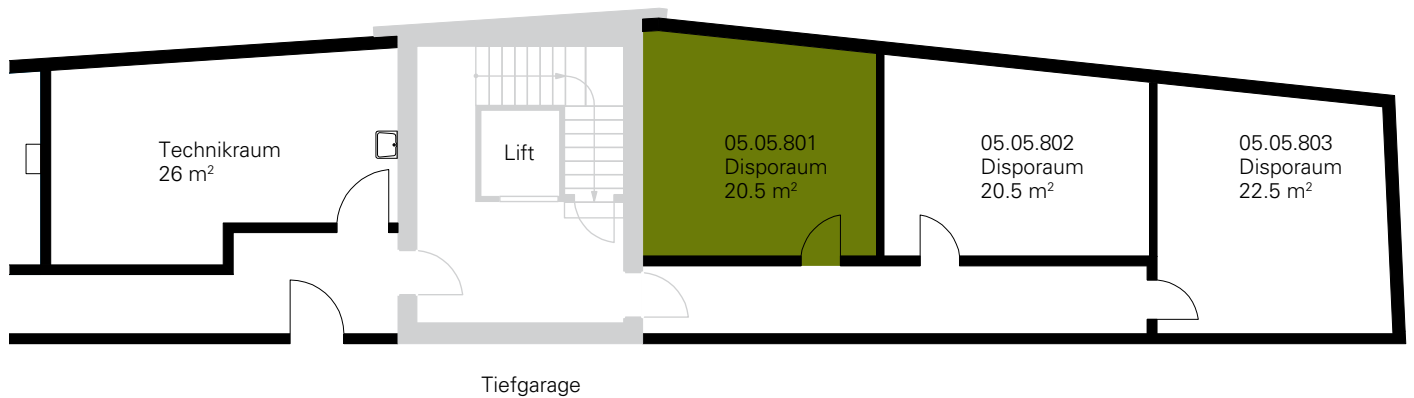 Technikraum
26 m²
Lift
05.05.801
Disporaum
20.5 m²
05.05.802
Disporaum
20.5 m²
05.05.803
Disporaum
22.5 m²
Tiefgarage